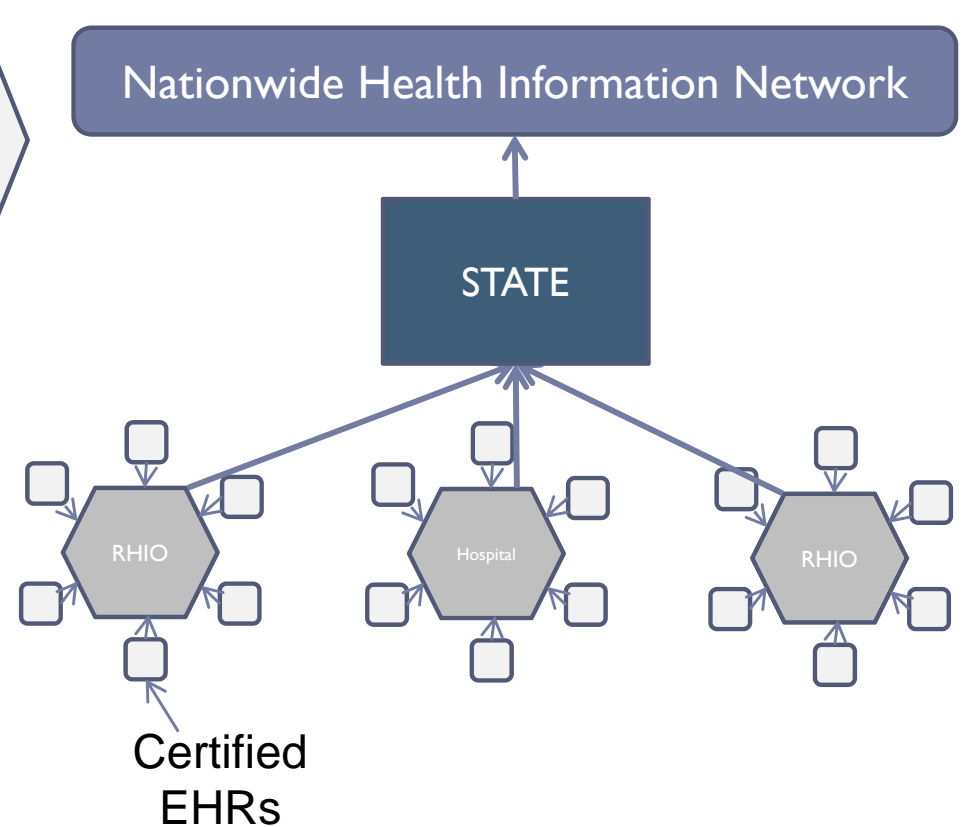 Nationwide Health Information Network
STATE
RHIO
Hospital
RHIO
Certified
EHRs